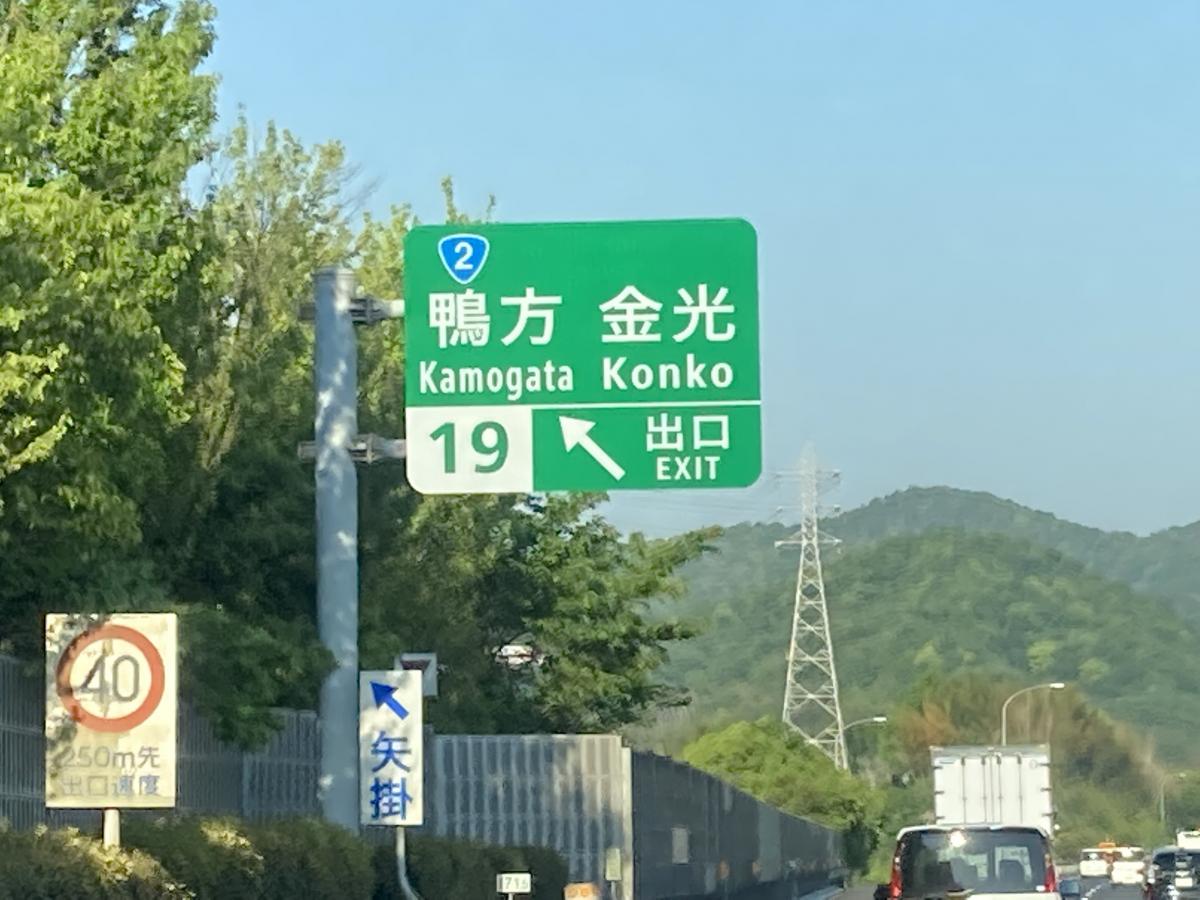 2
鴨方 金光
Kamogata Konko
19
出口
EXIT
40
250m先
出口速度
矢掛